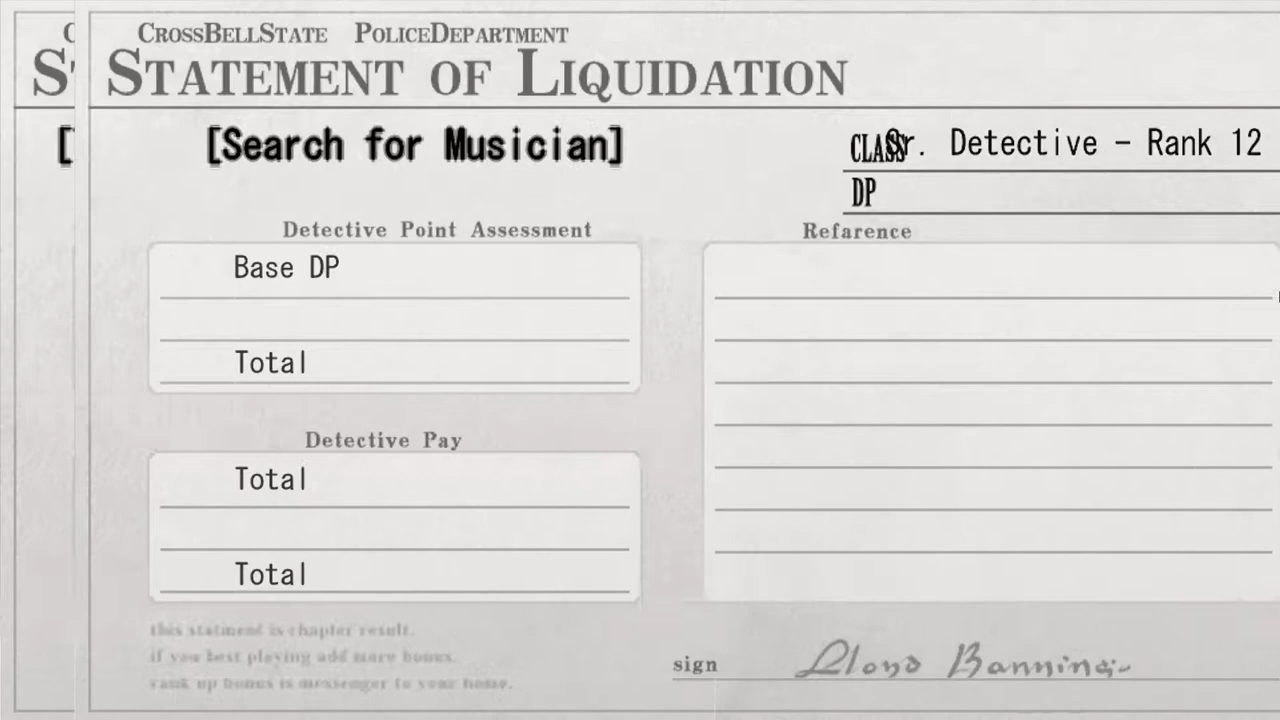 CROSSBELLSTATE POLICEDEPARTMENT
STATEMENT OF LIQUIDATION
[Search for Musician]
CLASS Sr. Detective - Rank 12
DP
Detective Point Assessment
Base DP
Total
Refarence
Detective Pay
Total
Total
this statment is chapter result.
if you best playing add more bonus.
rank up bonus is messenger to your home.
sign Lloyd Bannings